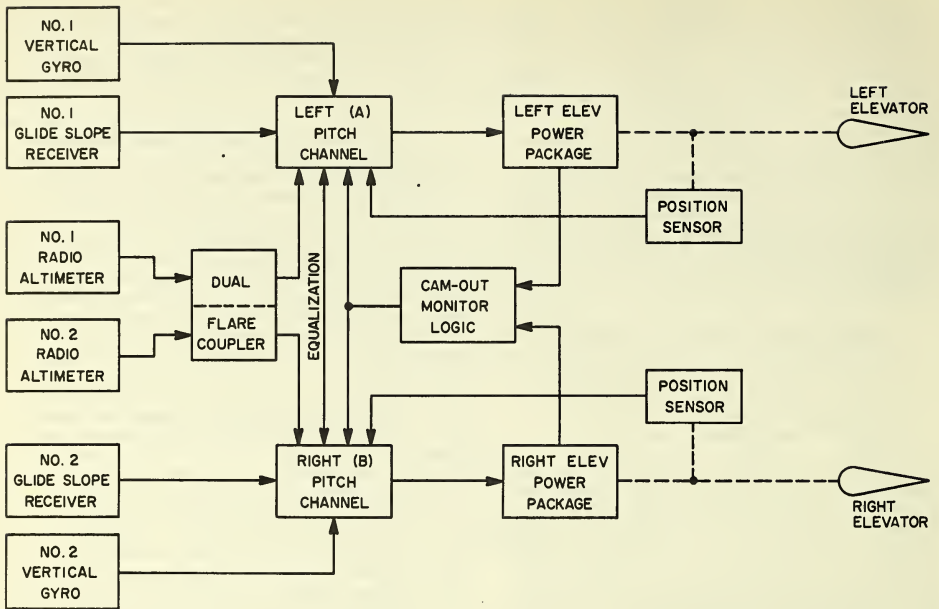 NO. 1
VERTICAL
GYRO
NO. 1
GLIDE SLOPE
RECEIVER
NO. 1
RADIO
ALTIMETER
NO. 2
RADIO
ALTIMETER
NO. 2
GLIDE SLOPE
RECEIVER
NO. 2
VERTICAL
GYRO
DUAL
FLARE
COUPLER
LEFT (A)
PITCH
CHANNEL
EQUALIZATION
RIGHT (B)
PITCH
CHANNEL
LEFT ELEV
POWER
PACKAGE
CAM-OUT
MONITOR
LOGIC
RIGHT ELEV
POWER
PACKAGE
POSITION
SENSOR
POSITION
SENSOR
LEFT
ELEVATOR
RIGHT
ELEVATOR